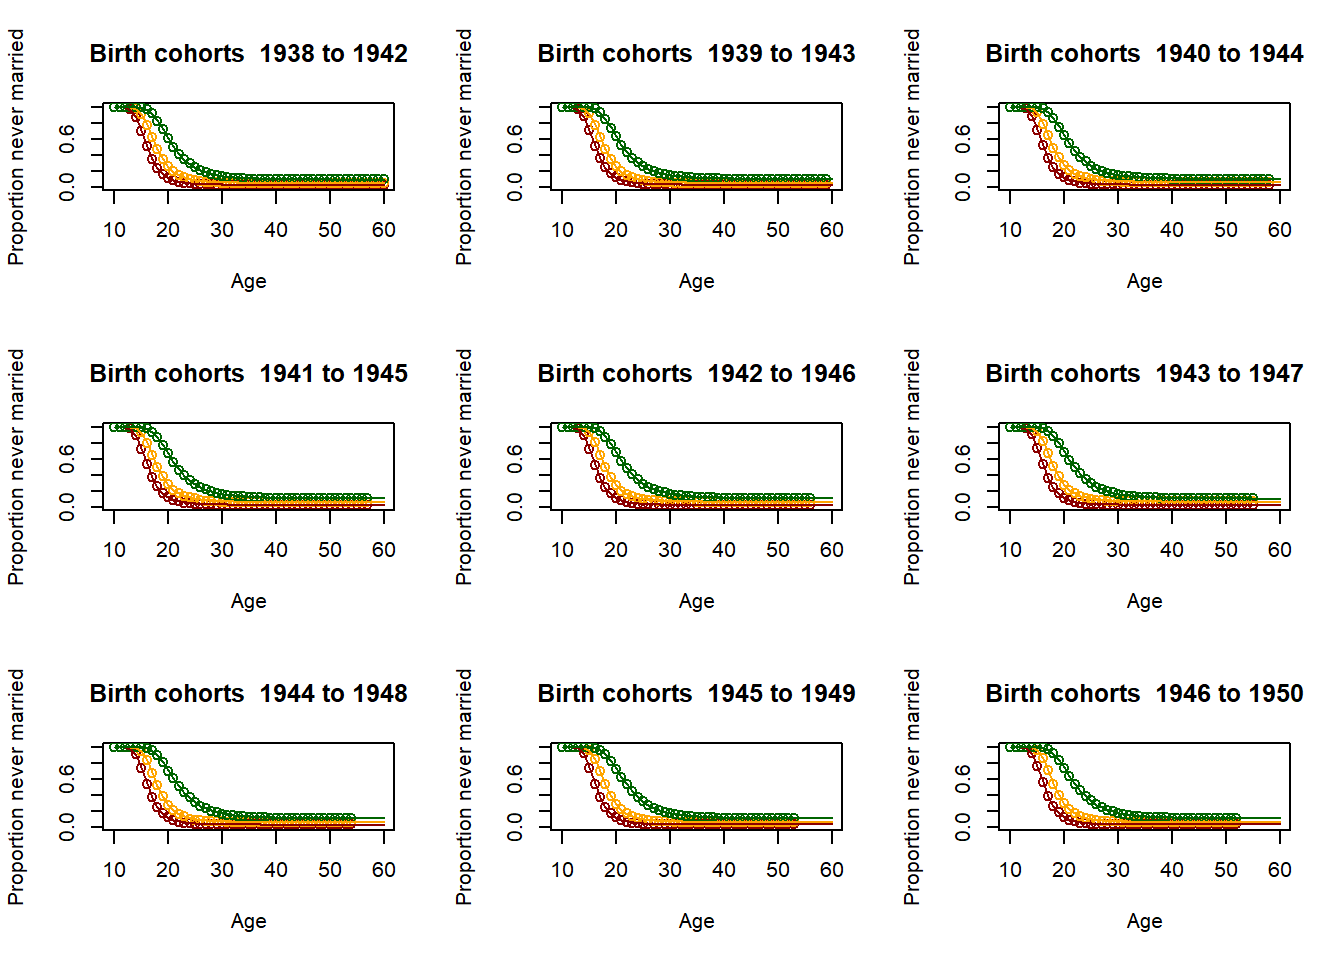 Birth cohorts  1938 to 1942
Proportion never married
0.0 0.6
10 20 30 40 50 60
Age
Birth cohorts  1939 to 1943
Proportion never married
0.0 0.6
10 20 30 40 50 60
Age
Birth cohorts  1940 to 1944
Proportion never married
0.0 0.6
10 20 30 40 50 60
Age
Birth cohorts  1941 to 1945
Proportion never married
0.0 0.6
10 20 30 40 50 60
Age
Birth cohorts  1942 to 1946
Proportion never married
0.0 0.6
10 20 30 40 50 60
Age
Birth cohorts  1943 to 1947
Proportion never married
0.0 0.6
10 20 30 40 50 60
Age
Birth cohorts  1944 to 1948
Proportion never married
0.0 0.6
10 20 30 40 50 60
Age
Birth cohorts  1945 to 1949
Proportion never married
0.0 0.6
10 20 30 40 50 60
Age
Birth cohorts  1946 to 1950
Proportion never married
0.0 0.6
10 20 30 40 50 60
Age